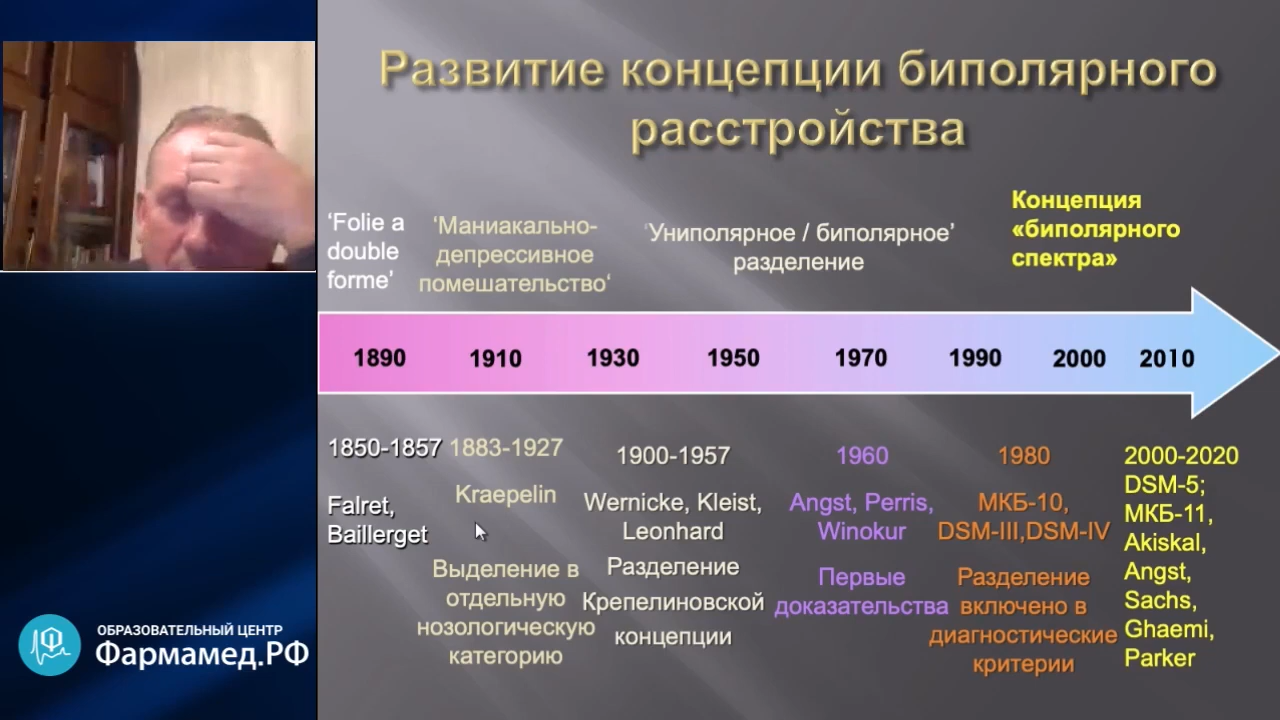 Развитие концепции биполярного
расстройства
‘Folie a
double
forme’
‘Маниакально-
депрессивное
помешательство‘
‘Униполярное / биполярное’
разделение
Концепция
«биполярного
спектра»
1890 1910 1930 1950 1970 1990 2000 2010
1850-1857
Falret,
Baillerget
1883-1927
Kraepelin
Выделение в
отдельную
нозологическую
категорию
1900-1957
Wernicke, Kleist,
Leonhard
Разделение
Крепелиновской
концепции
1960
Angst, Perris,
Winokur
Первые
доказательства
1980
МКБ-10,
DSM-III,DSM-IV
Разделение
включено в
диагностические
критерии
2000-2020
DSM-5;
МКБ-11,
Akiskal,
Angst,
Sachs,
Ghaemi,
Parker
ОБРАЗОВАТЕЛЬНЫЙ ЦЕНТР
Фармамед.РФ